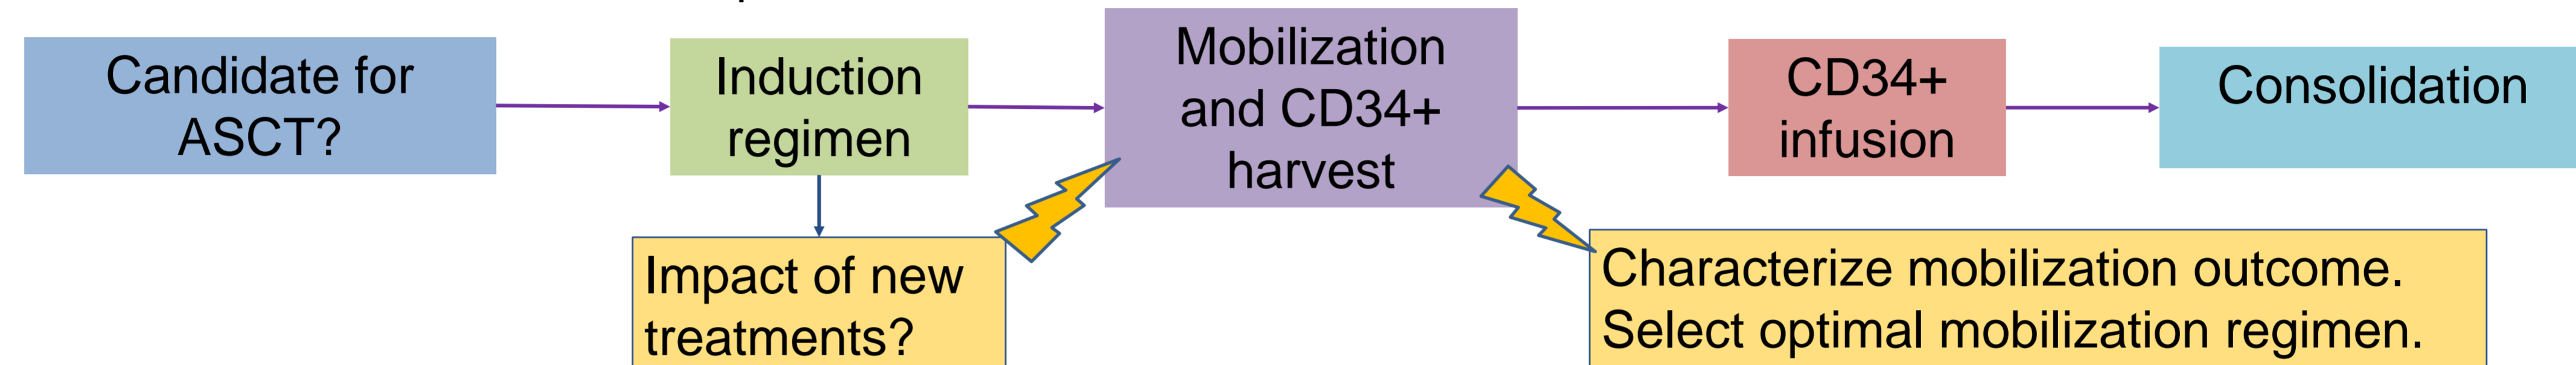 Candidate for
ASCT?
Induction
regimen
Mobilization
and CD34+
harvest
CD34+
infusion
Consolidation
Impact of new
treatments?
Characterize mobilization outcome.
Select optimal mobilization regimen.